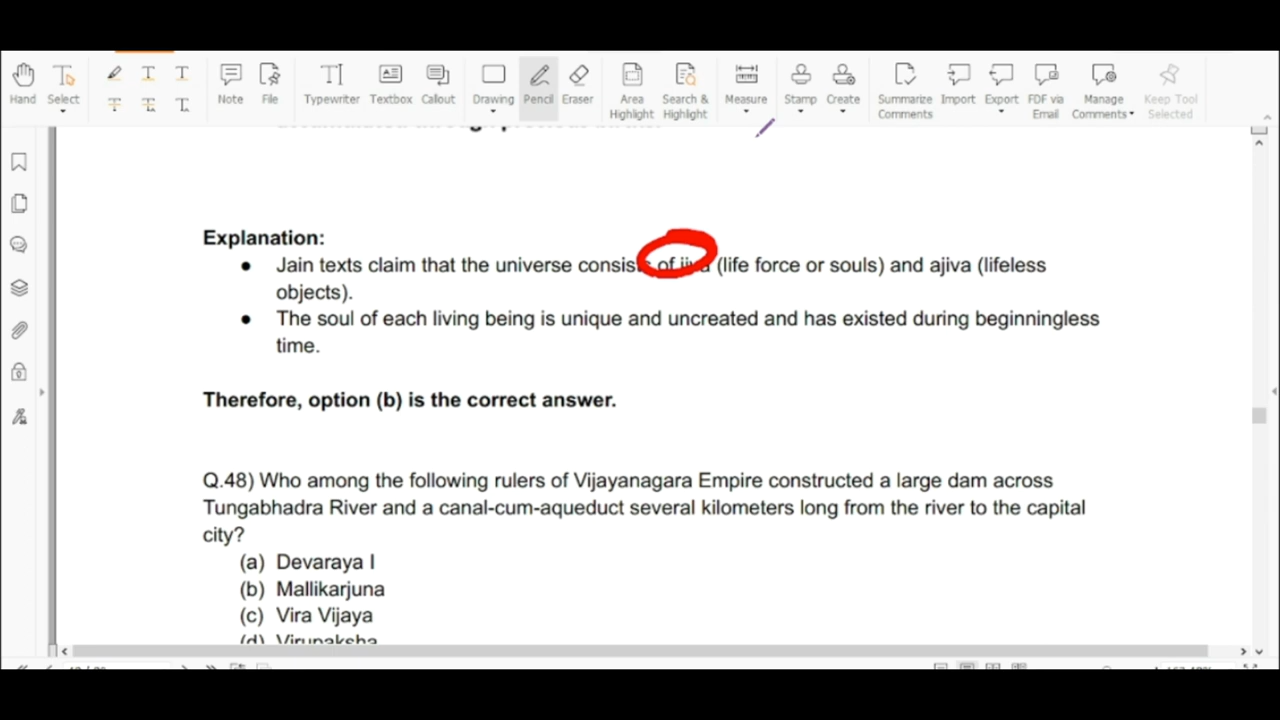 Hand
Select
Note
File
Typewriter
Textbox
Callout
Drawing
Pencil
Eraser
Area
Highlight
Search &
Highlight
Measure
Stamp
Create
Summarize
Comments
Import
Export
FDF via
Email
Manage
Comments
Keep Tool
Selected
Explanation:
● Jain texts claim that the universe consists of jiva (life force or souls) and ajiva (lifeless
objects).
● The soul of each living being is unique and uncreated and has existed during beginningless
time.
Therefore, option (b) is the correct answer.
Q.48) Who among the following rulers of Vijayanagara Empire constructed a large dam across
Tungabhadra River and a canal-cum-aqueduct several kilometers long from the river to the capital
city?
(a) Devaraya I
(b) Mallikarjuna
(c) Vira Vijaya
(d) Virupaksha